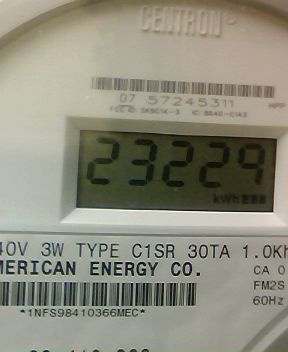 CENTRON®
07 57245311
23229
kWh
40V 3W TYPE C1SR 30TA 1.0Kh
MERICAN ENERGY CO.
CA 0
FM2S
60Hz
*1NFS98410366MEC*